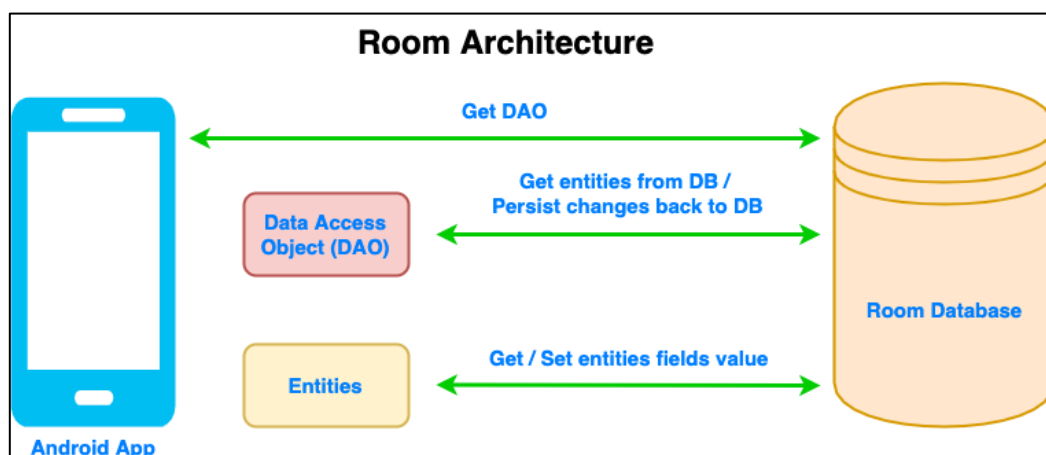 Room Architecture
Get DAO
Get entities from DB /
Persist changes back to DB
Data Access
Object (DAO)
Room Database
Get / Set entities fields value
Entities
Android App